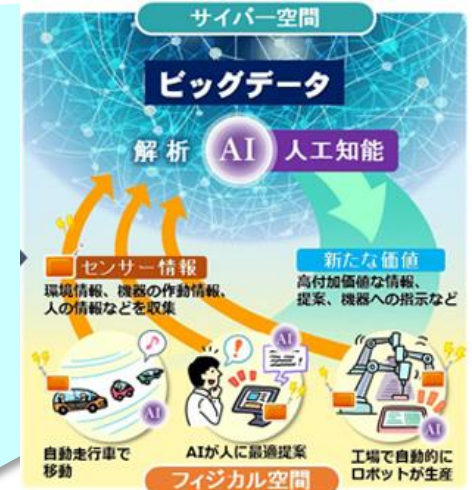 サイバー空間
ビッグデータ
解析 AI 人工知能
センサー情報
環境情報、機器の作動情報、
人の情報などを収集
新たな価値
高付加価値な情報、
提案、機器への指示など
AI
AI
AI
自動走行車で
移動
AIが人に最適提案
工場で自動的に
ロボットが生産
フィジカル空間